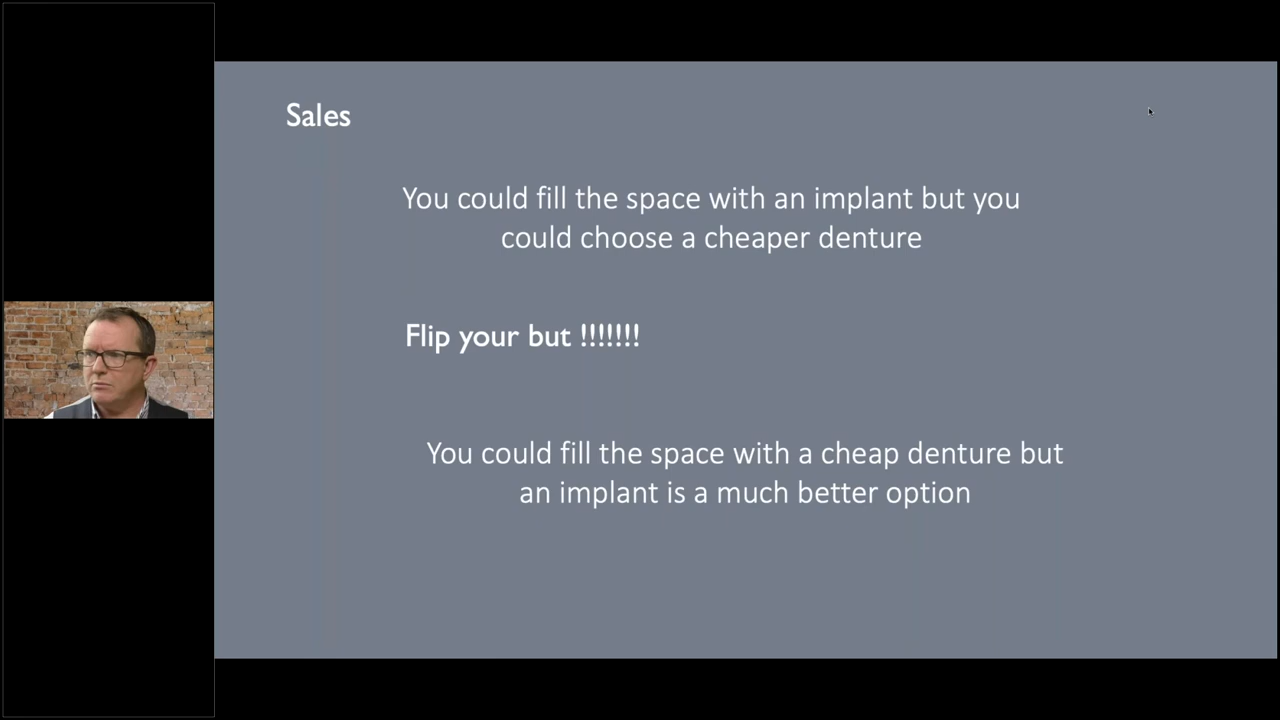 Sales
You could fill the space with an implant but you
could choose a cheaper denture
Flip your but !!!!!!!
You could fill the space with a cheap denture but
an implant is a much better option